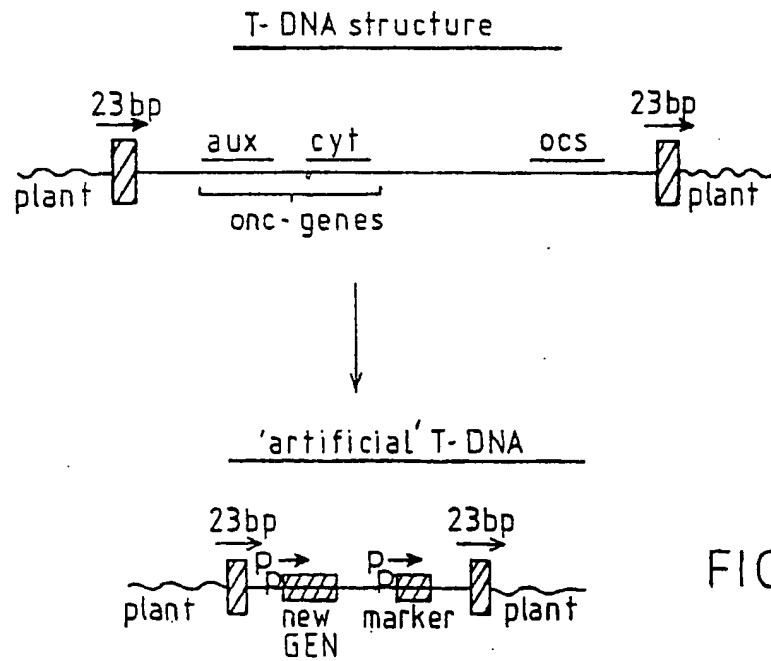 T-DNA structure
23bp 23bp
aux cyt ocs
plant plant
onc-genes
'artificial' T-DNA
23bp 23bp
P P
P P
plant new marker plant
GEN
FIG